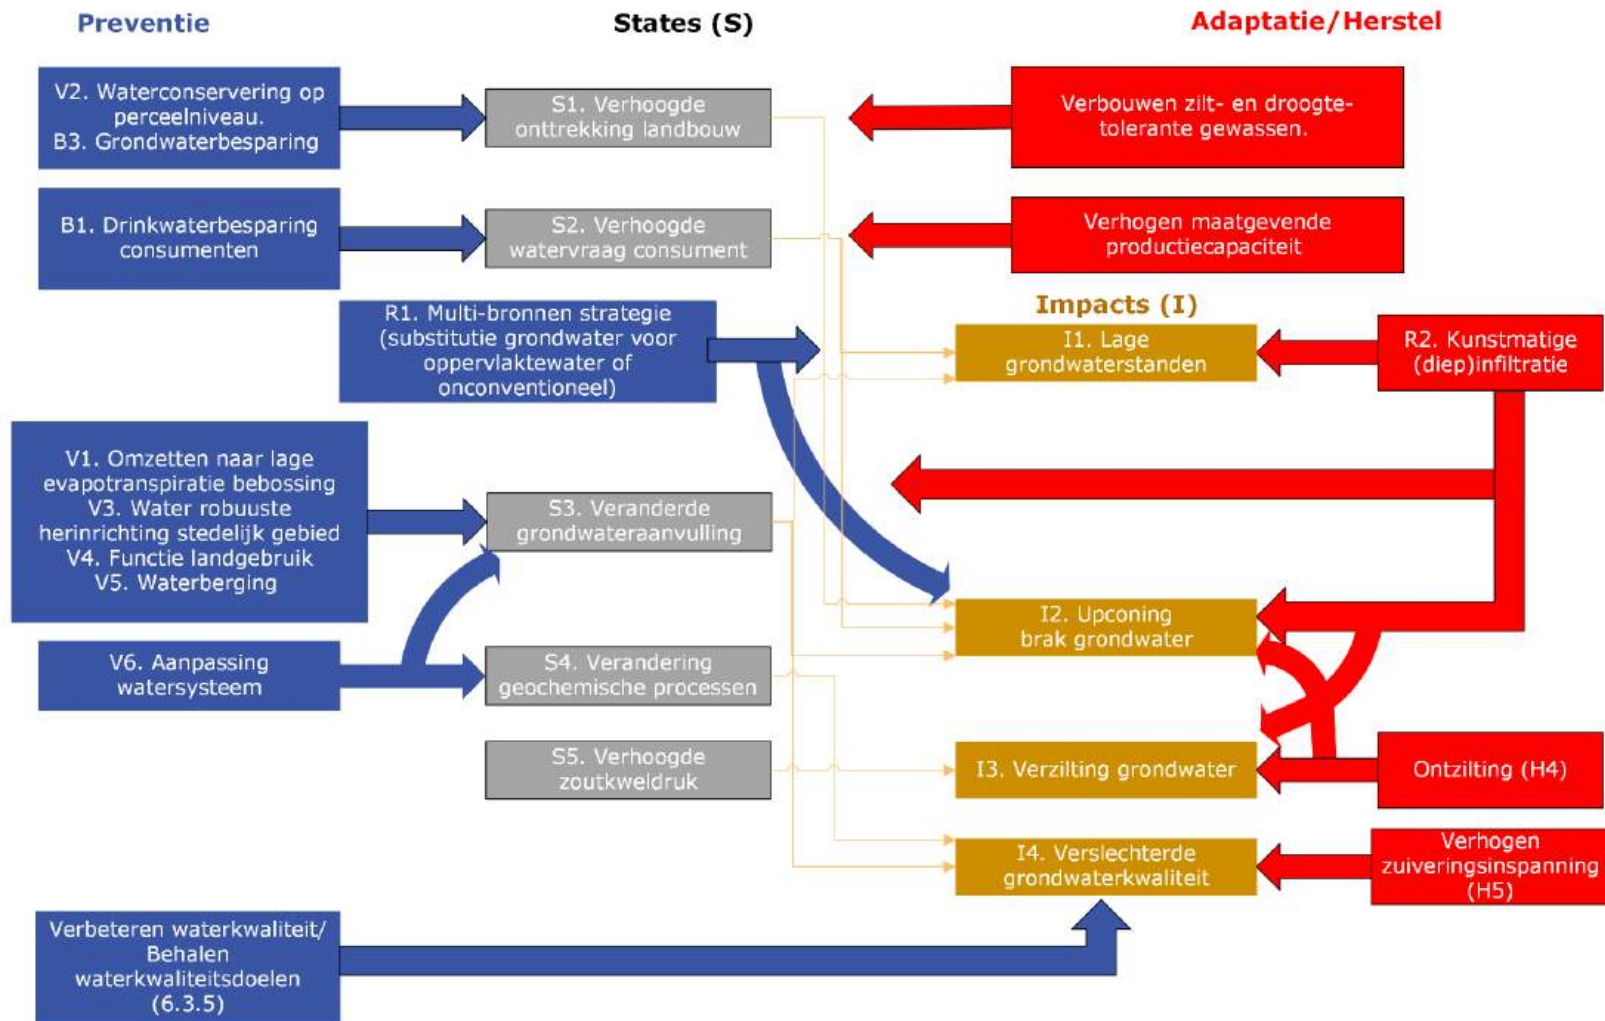 Preventie
States (S)
Adaptatie/Herstel
V2. Waterconservering op
perceelniveau.
B3. Grondwaterbesparing
S1. Verhoogde
onttrekking landbouw
Verbouwen zilt- en droogte-
tolerante gewassen.
B1. Drinkwaterbesparing
consumenten
S2. Verhoogde
watervraag consument
Verhogen maatgevende
productiecapaciteit
R1. Multi-bronnen strategie
(substitutie grondwater voor
oppervlaktewater of
onconventioneel)
Impacts (I)
I1. Lage
grondwaterstanden
R2. Kunstmatige
(diep)infiltratie
V1. Omzetten naar lage
evapotranspiratie bebossing
V3. Water robuuste
herinrichting stedelijk gebied
V4. Functie landgebruik
V5. Waterberging
S3. Veranderde
grondwateraanvulling
I2. Upconing
brak grondwater
V6. Aanpassing
watersysteem
S4. Verandering
geochemische processen
S5. Verhoogde
zoutkweldruk
I3. Verzilting grondwater
Ontzilting (H4)
I4. Verslechterde
grondwaterkwaliteit
Verhogen
zuiveringsinspanning
(H5)
Verbeteren waterkwaliteit/
Behalen
waterkwaliteitsdoelen
(6.3.5)